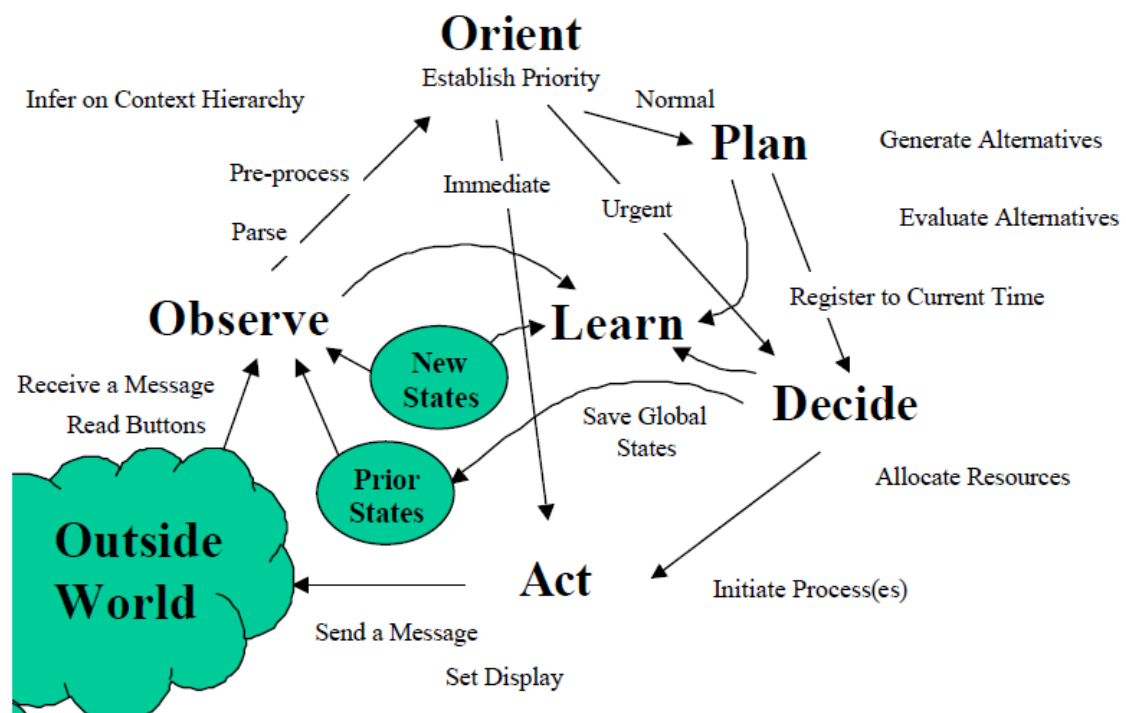 Orient
Establish Priority
Infer on Context Hierarchy
Normal
Plan
Generate Alternatives
Pre-process
Immediate
Urgent
Evaluate Alternatives
Parse
Register to Current Time
Observe
Learn
New
States
Receive a Message
Read Buttons
Decide
Save Global
States
Prior
States
Allocate Resources
Outside
World
Act
Initiate Process(es)
Send a Message
Set Display